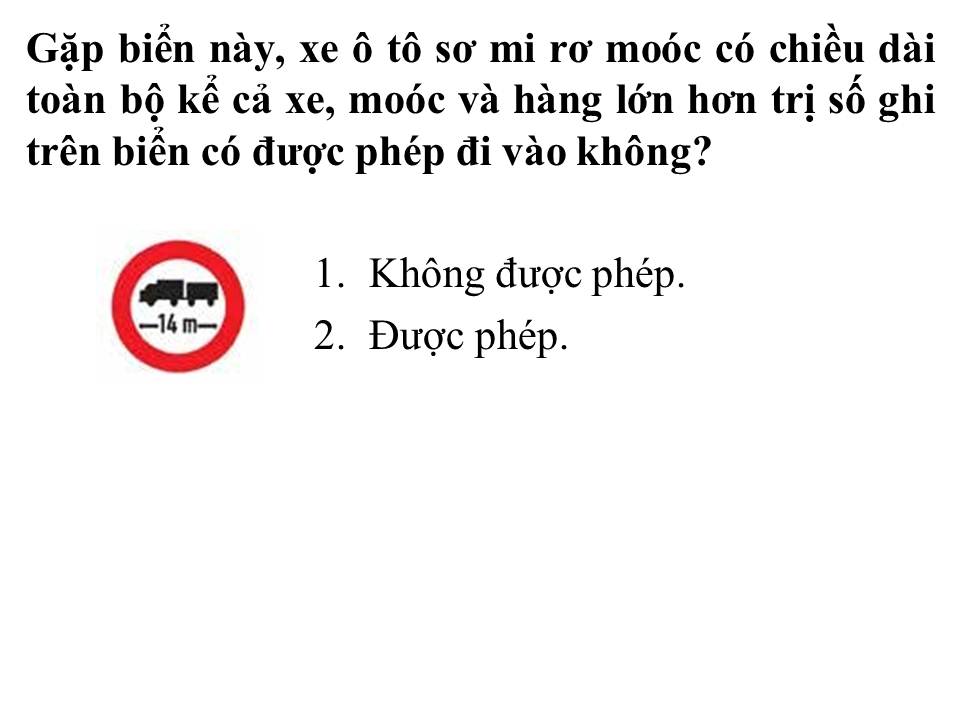 Gặp biển này, xe ô tô sơ mi rơ moóc có chiều dài
toàn bộ kể cả xe, moóc và hàng lớn hơn trị số ghi
trên biển có được phép đi vào không?
1. Không được phép.
14 m
2. Được phép.